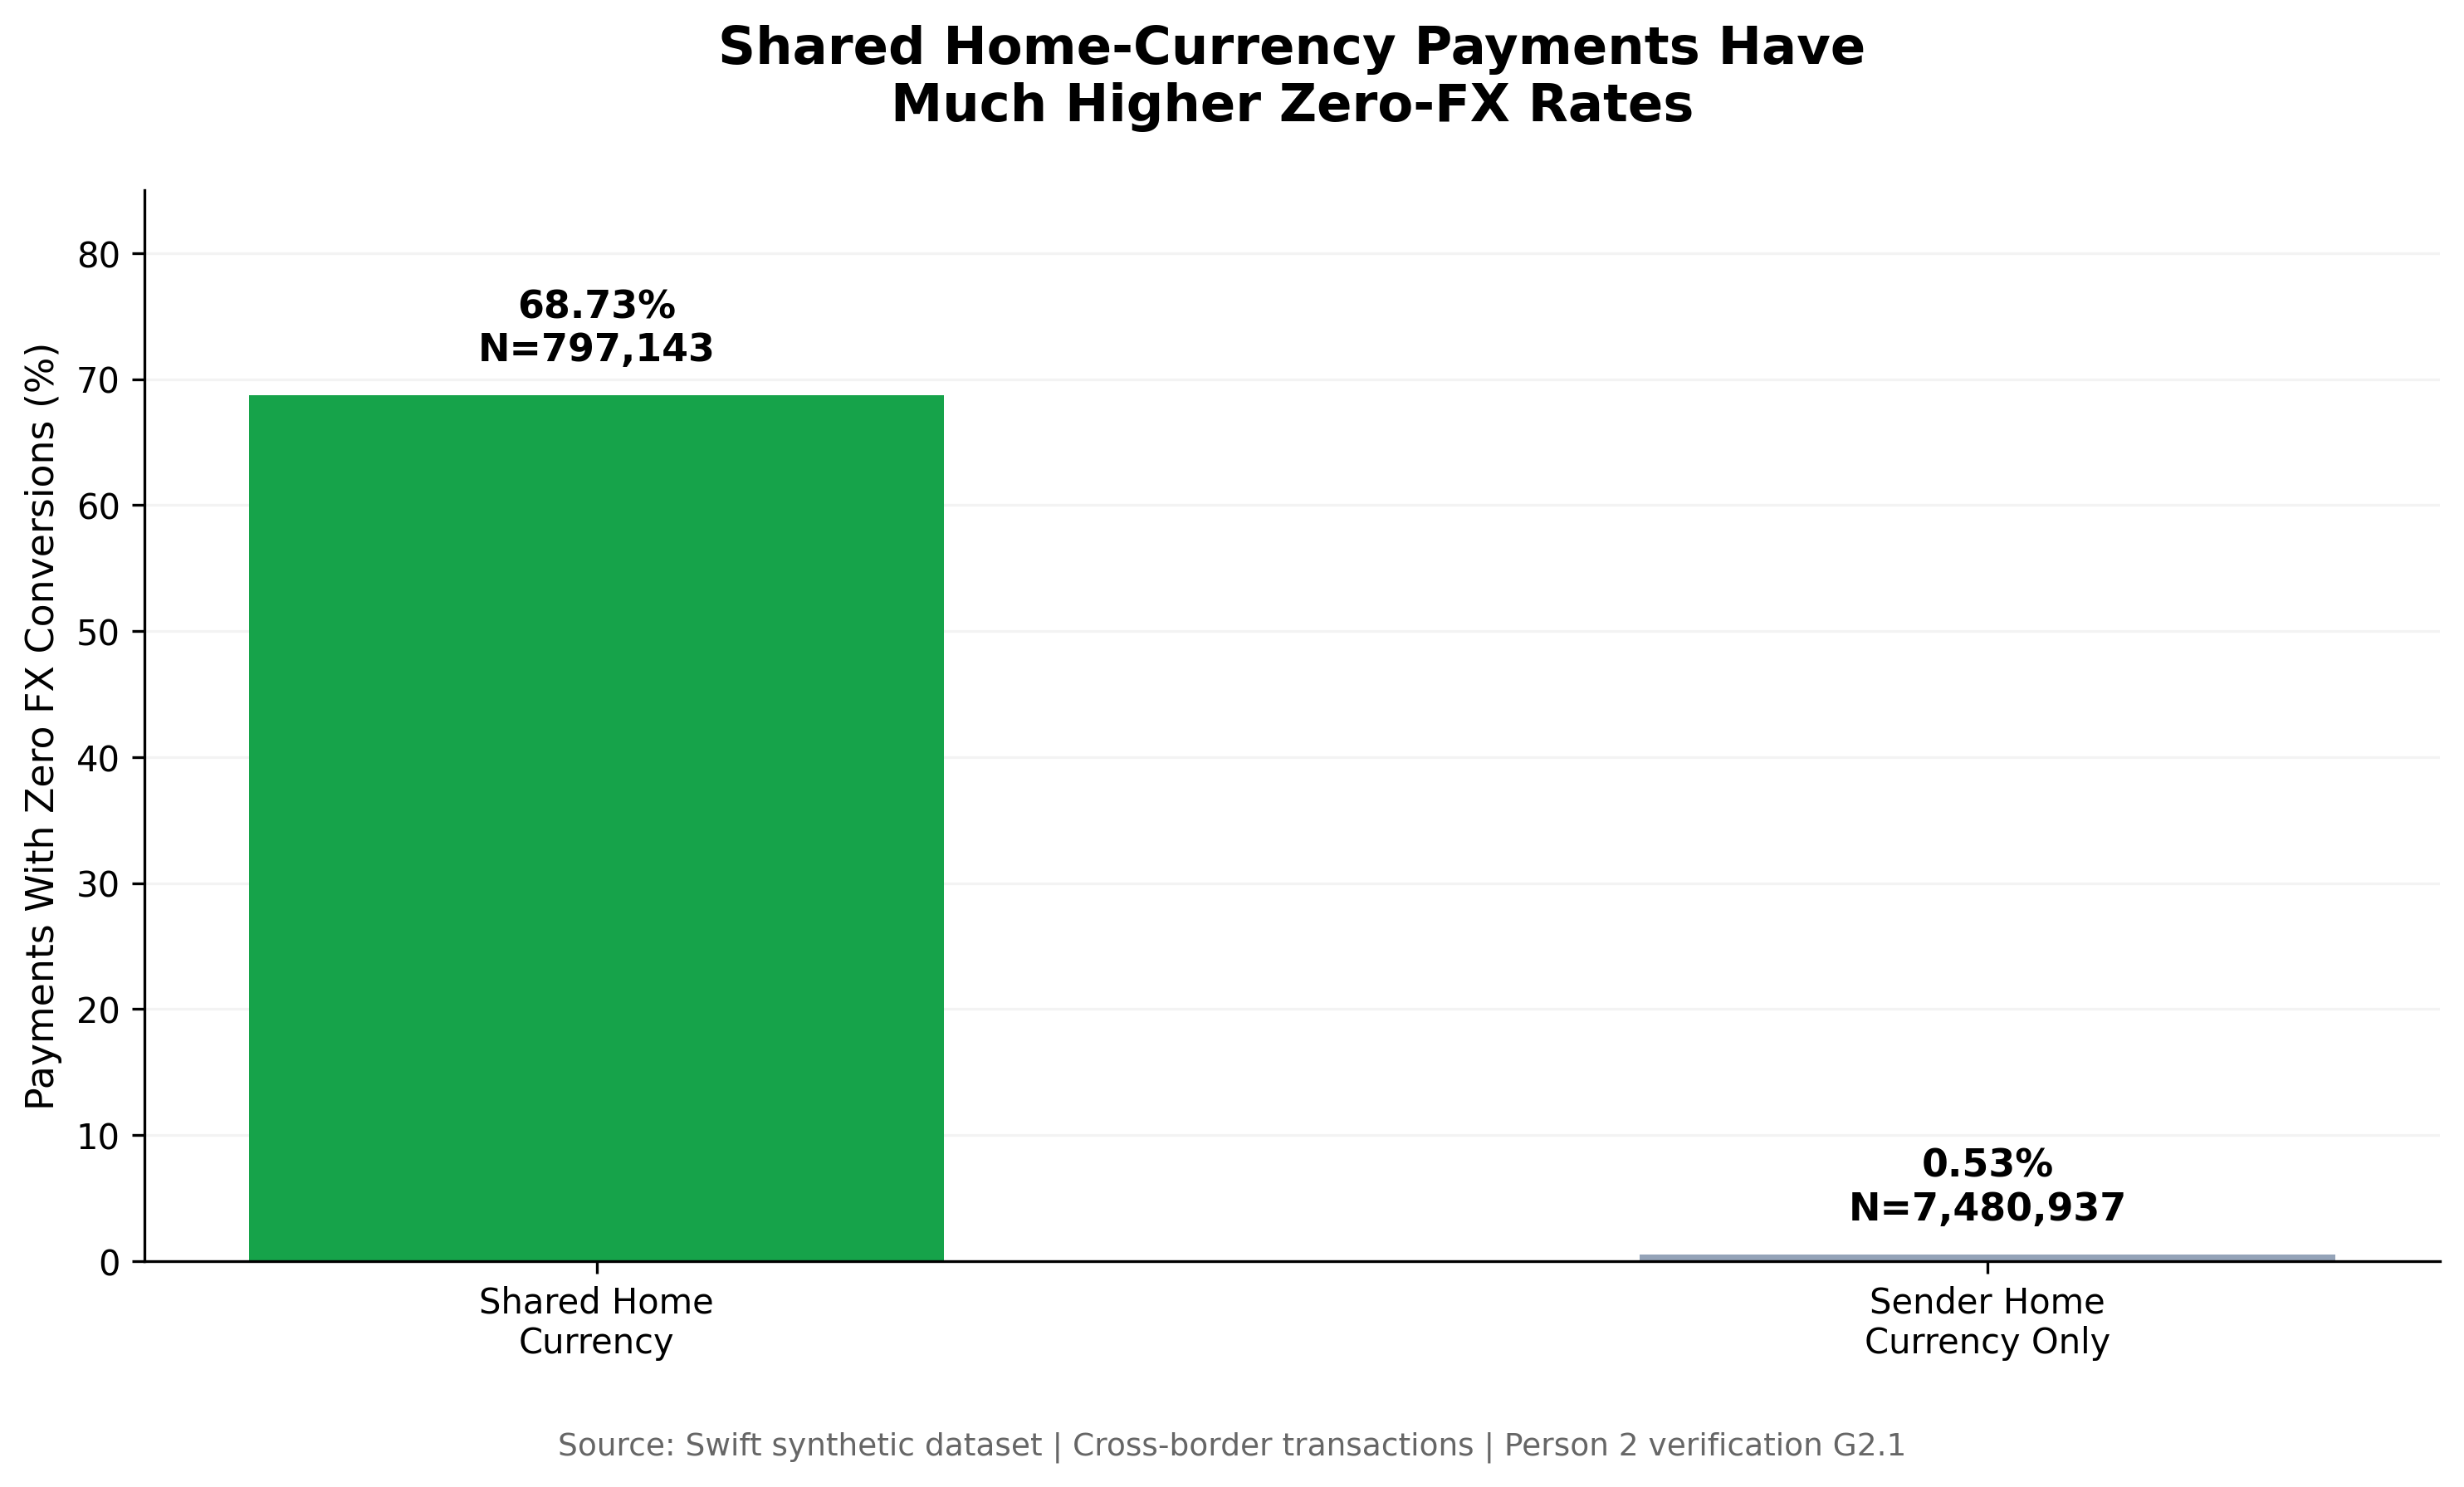 Shared Home-Currency Payments Have
Much Higher Zero-FX Rates
Payments With Zero FX Conversions (%)
80
70
60
50
40
30
20
10
0
68.73%
N=797,143
0.53%
N=7,480,937
Shared Home
Currency
Sender Home
Currency Only
Source: Swift synthetic dataset | Cross-border transactions | Person 2 verification G2.1